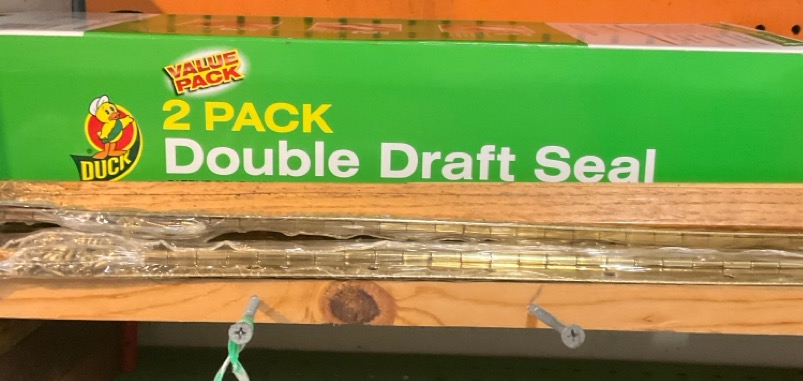 VALUE
PACK
2 PACK
DUCK
Double Draft Seal